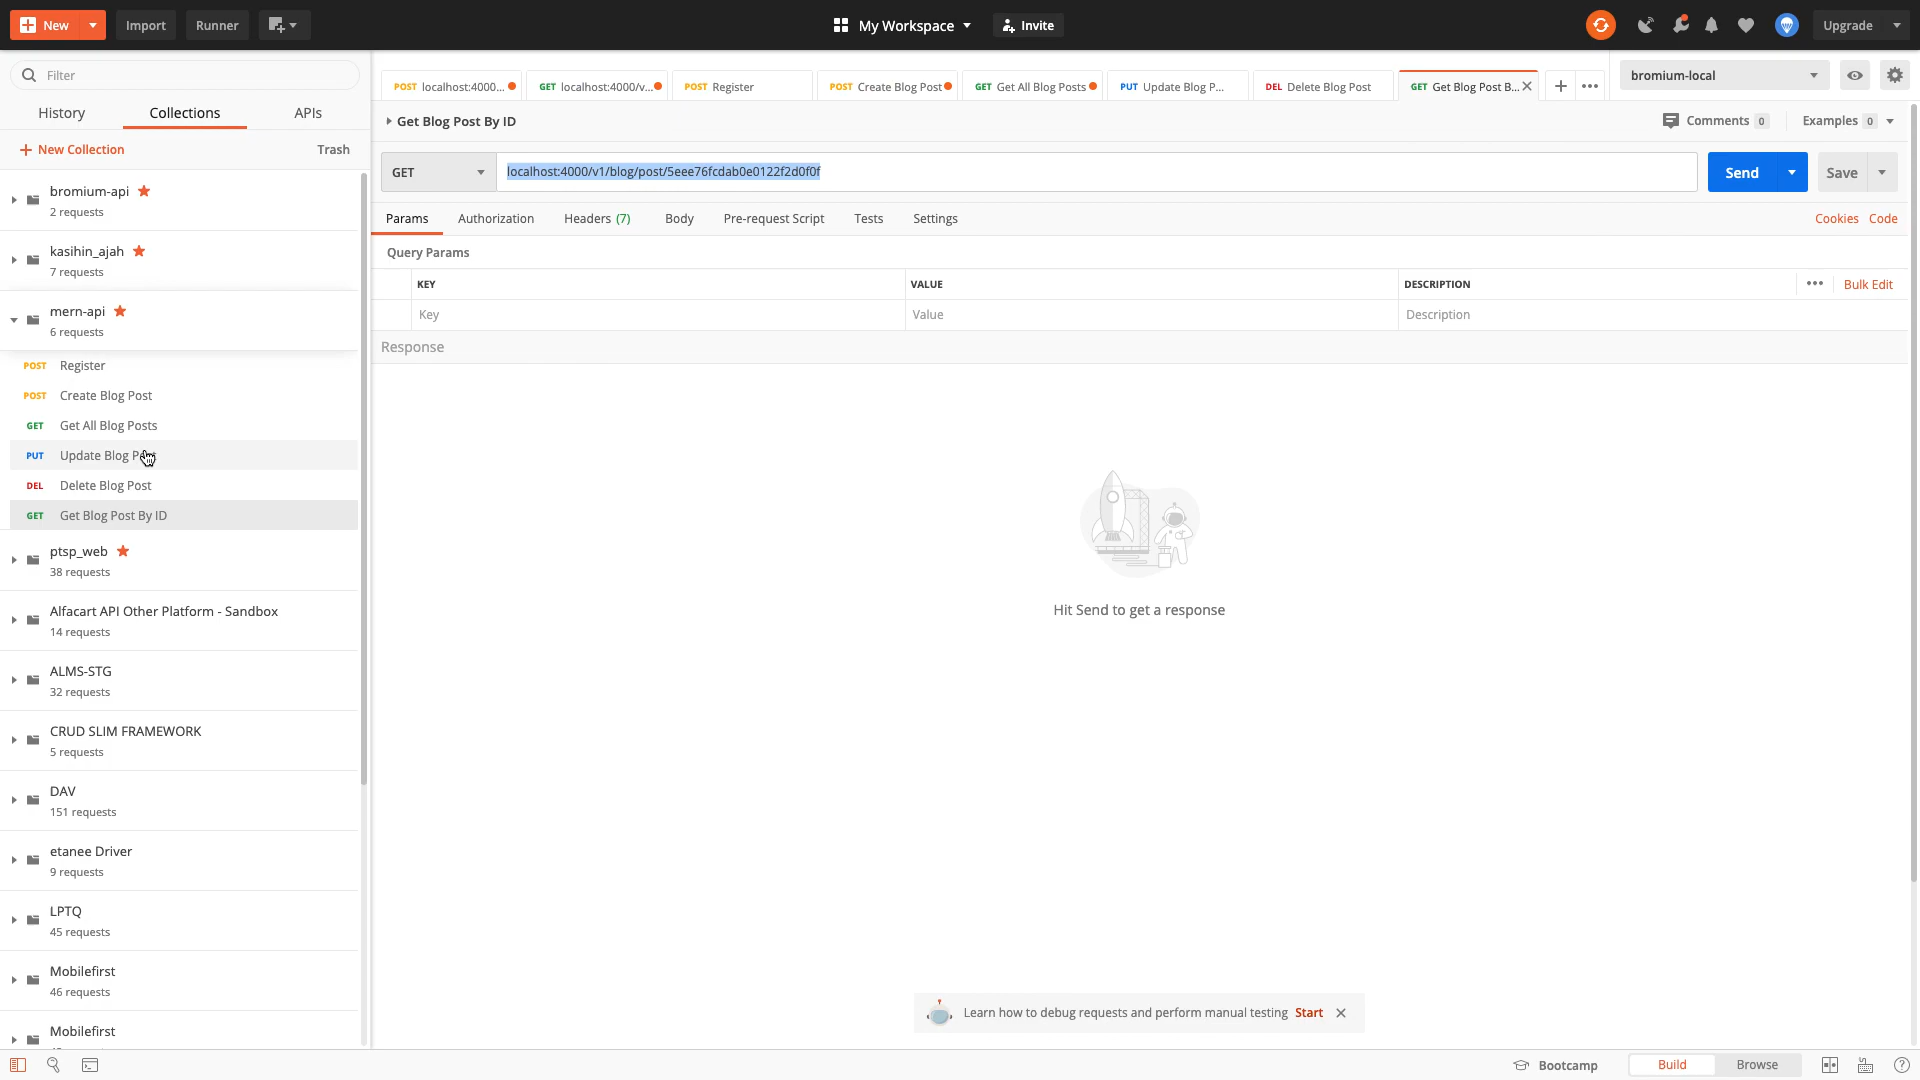 New
Import
Runner
My Workspace
Invite
Upgrade
Filter
History
Collections
APIs
New Collection
Trash
bromium-api
2 requests
kasihin_ajah
7 requests
mern-api
6 requests
POST Register
POST Create Blog Post
GET Get All Blog Posts
PUT Update Blog
DEL Delete Blog Post
GET Get Blog Post By ID
ptsp_web
38 requests
Alfacart API Other Platform - Sandbox
14 requests
ALMS-STG
32 requests
CRUD SLIM FRAMEWORK
5 requests
DAV
151 requests
etanee Driver
9 requests
LPTQ
45 requests
Mobilefirst
46 requests
Mobilefirst
POST localhost:4000...
GET localhost:4000/v...
POST Register
POST Create Blog Post
GET Get All Blog Posts
PUT Update Blog P...
DEL Delete Blog Post
GET Get Blog Post B...
bromium-local
Get Blog Post By ID
Comments 0
Examples 0
GET
localhost:4000/v1/blog/post/5eee76fcdab0e0122f2d0f0f
Send
Save
Params
Authorization
Headers (7)
Body
Pre-request Script
Tests
Settings
Cookies
Code
Query Params
KEY
VALUE
DESCRIPTION
Bulk Edit
Key
Value
Description
Response
Hit Send to get a response
Learn how to debug requests and perform manual testing Start
Bootcamp
Build
Browse